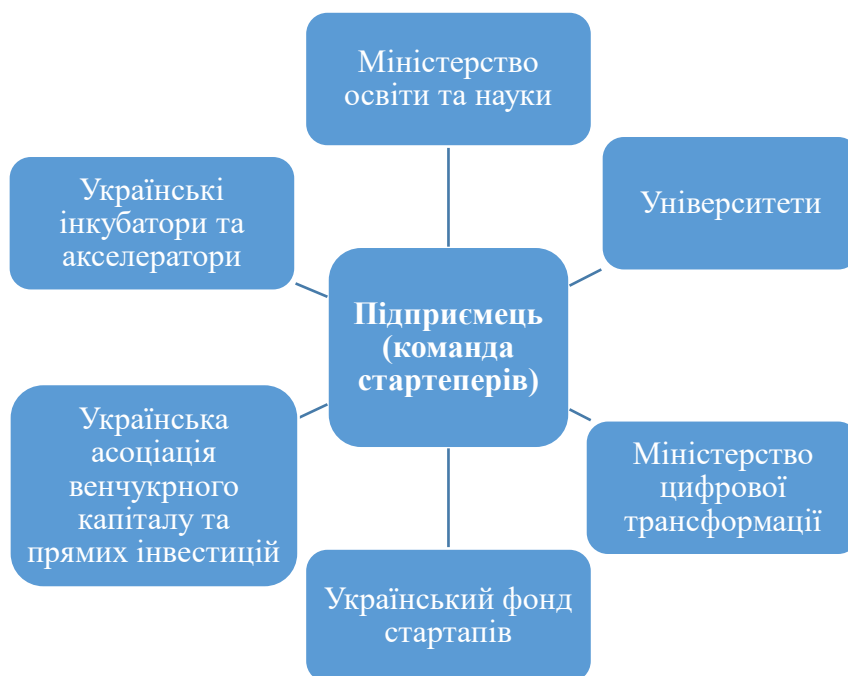 Міністерство
освіти та науки
Університети
Українські
інкубатори та
акселератори
Підприємець
(команда
стартеперів)
Українська
асоціація
венчукрного
капіталу та
прямих інвестицій
Міністерство
цифрової
трансформації
Український фонд
стартапів